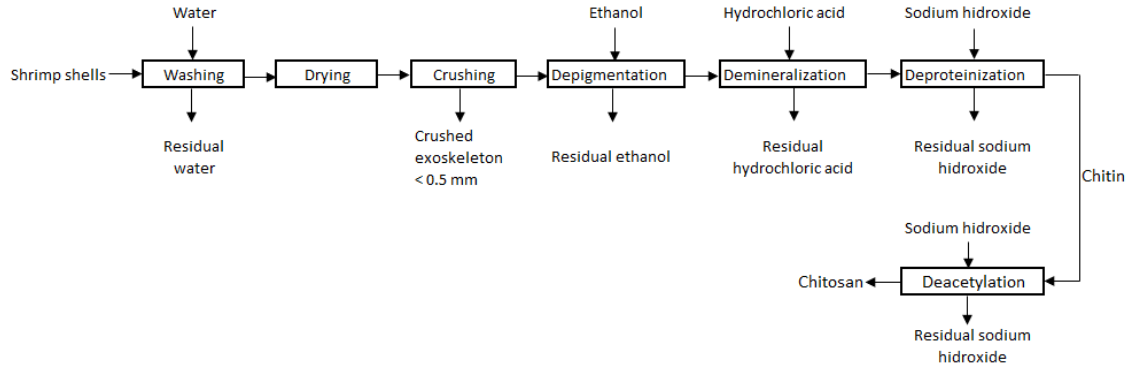 Water
Ethanol
Hydrochloric acid
Sodium hidroxide
Shrimp shells
Washing
Drying
Crushing
Depigmentation
Demineralization
Deproteinization
Residual
water
Crushed
exoskeleton
< 0.5 mm
Residual ethanol
Residual
hydrochloric acid
Residual sodium
hidroxide
Chitin
Sodium hidroxide
Chitosan
Deacetylation
Residual sodium
hidroxide